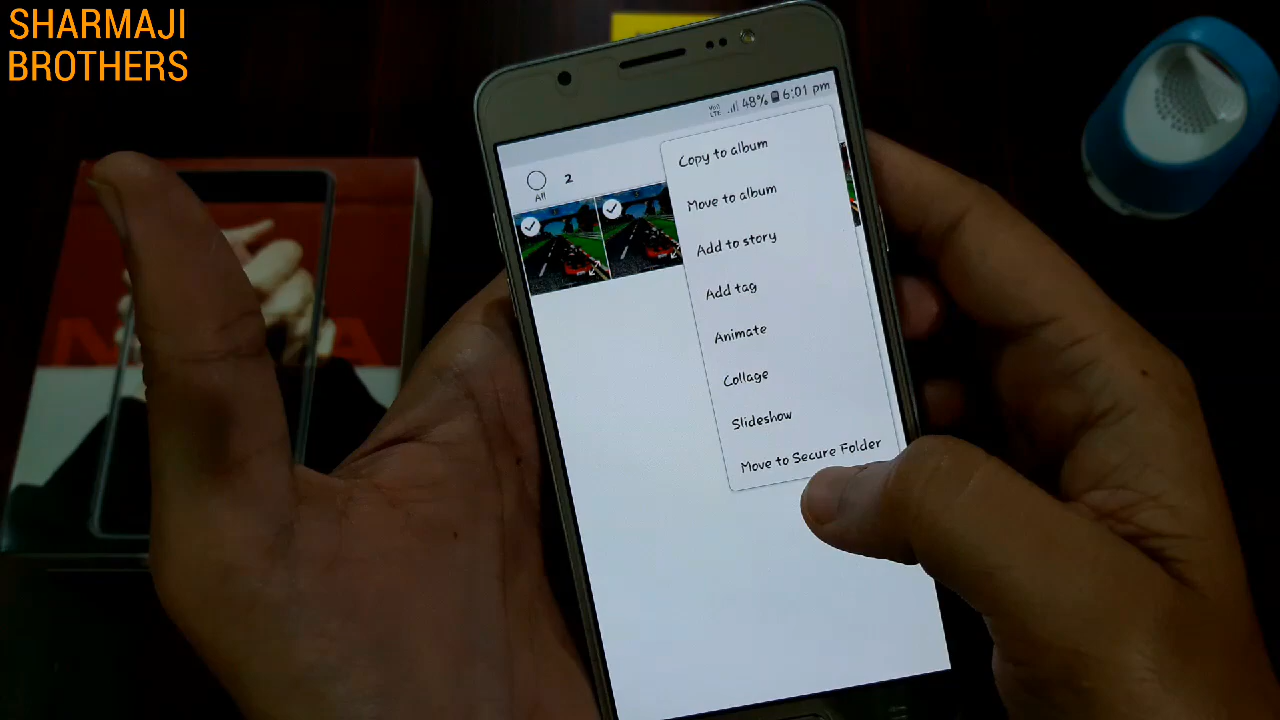 SHARMAJI
BROTHERS
VoLTE 48% 6:01 pm
All 2
Copy to album
Move to album
Add to story
Add tag
Animate
Collage
Slideshow
Move to Secure Folder